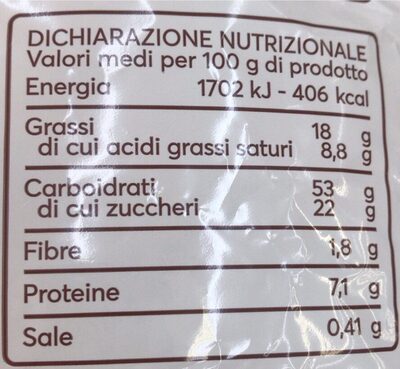 DICHIARAZIONE NUTRIZIONALE
Valori medi per 100 g di prodotto
Energia 1702 kJ - 406 kcal
Grassi 18 g
di cui acidi grassi saturi 8,8 g
Carboidrati 53 g
di cui zuccheri 22 g
Fibre 1,8 g
Proteine 7,1 g
Sale 0,41 g